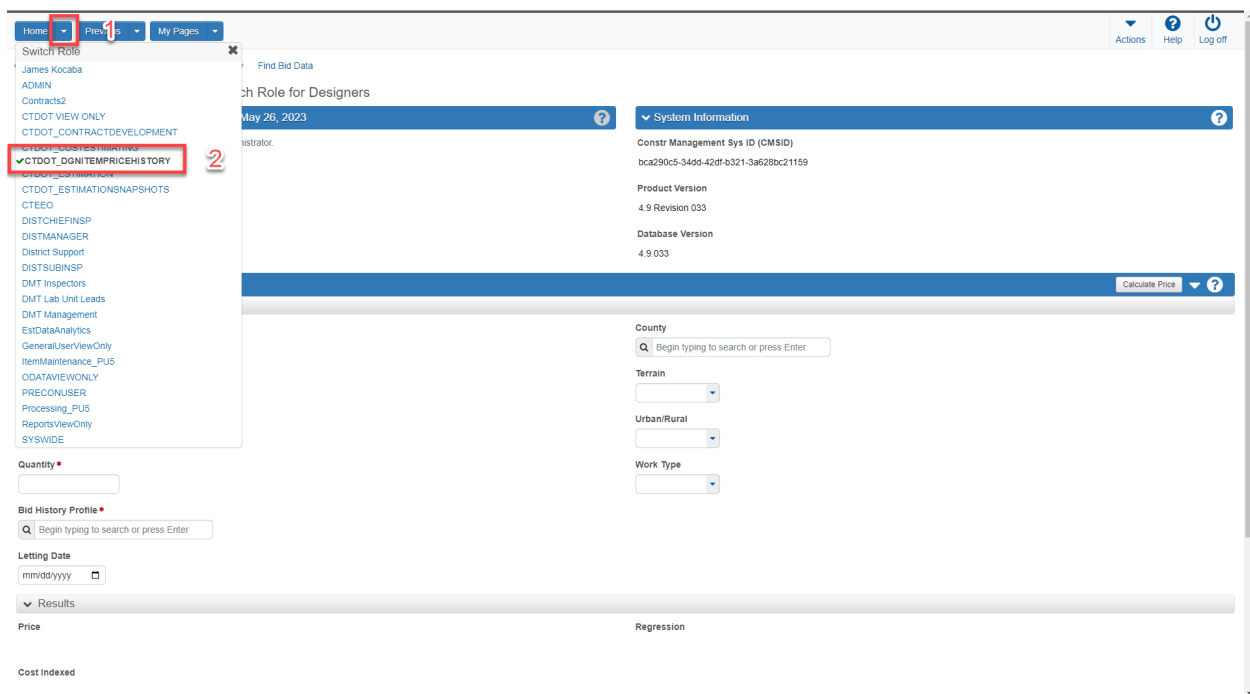 Home Previous My Pages
1
Actions Help Log off
Switch Role
James Kocaba
ADMIN
Contracts2
CTDOT VIEW ONLY
CTDOT_CONTRACTDEVELOPMENT
CTDOT_COSTESTIMATING
CTDOT_DGNITEMPRICEHISTORY
2
CTDOT_ESTIMATION
CTDOT_ESTIMATIONSNAPSHOTS
CTEEO
DISTCHIEFINSP
DISTMANAGER
District Support
DISTSUBINSP
DMT Inspectors
DMT Lab Unit Leads
DMT Management
EstDataAnalytics
GeneralUserViewOnly
ItemMaintenance_PU5
ODATAVIEWONLY
PRECONUSER
Processing_PU5
ReportsViewOnly
SYSWIDE
Find Bid Data
ch Role for Designers
May 26, 2023
nistrator.
System Information
Constr Management Sys ID (CMSID)
bca290c5-34dd-42df-b321-3a628bc21159
Product Version
4.9 Revision 033
Database Version
4.9.033
Calculate Price
County
Begin typing to search or press Enter
Terrain
Urban/Rural
Quantity*
Work Type
Bid History Profile*
Begin typing to search or press Enter
Letting Date
mm/dd/yyyy
Results
Price
Regression
Cost Indexed